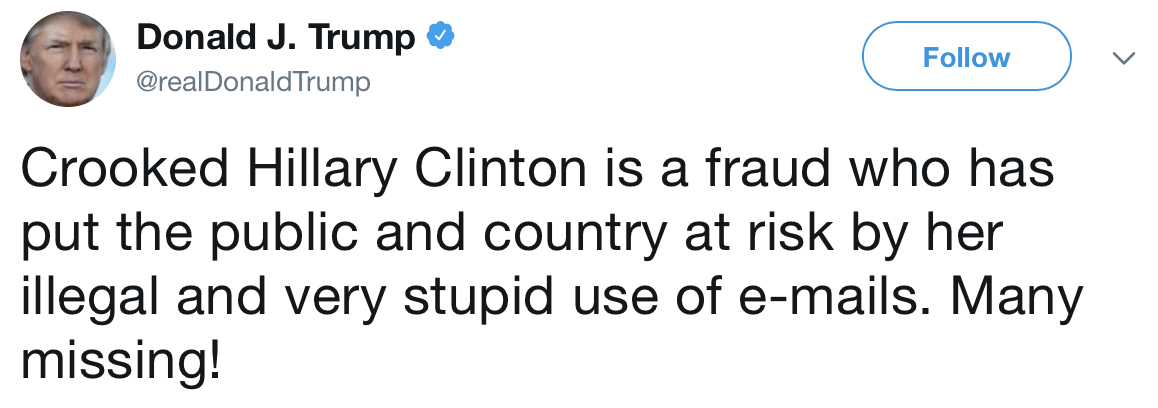 Donald J. Trump
@realDonaldTrump
Follow
Crooked Hillary Clinton is a fraud who has
put the public and country at risk by her
illegal and very stupid use of e-mails. Many
missing!